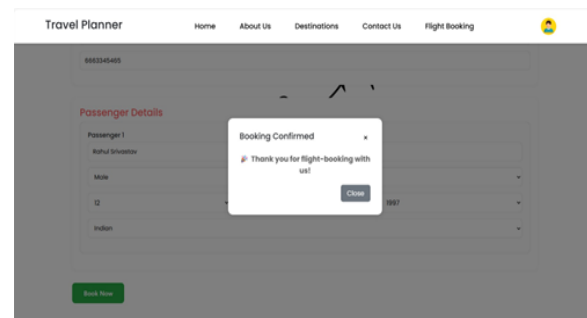 Travel Planner
Home About Us Destinations Contact Us Flight Booking
6663345465
Passenger Details
Passenger 1
Rahul Srivastav
Male
12
1997
Indian
Booking Confirmed ×
🎉 Thank you for flight-booking with
us!
Close
Book Now